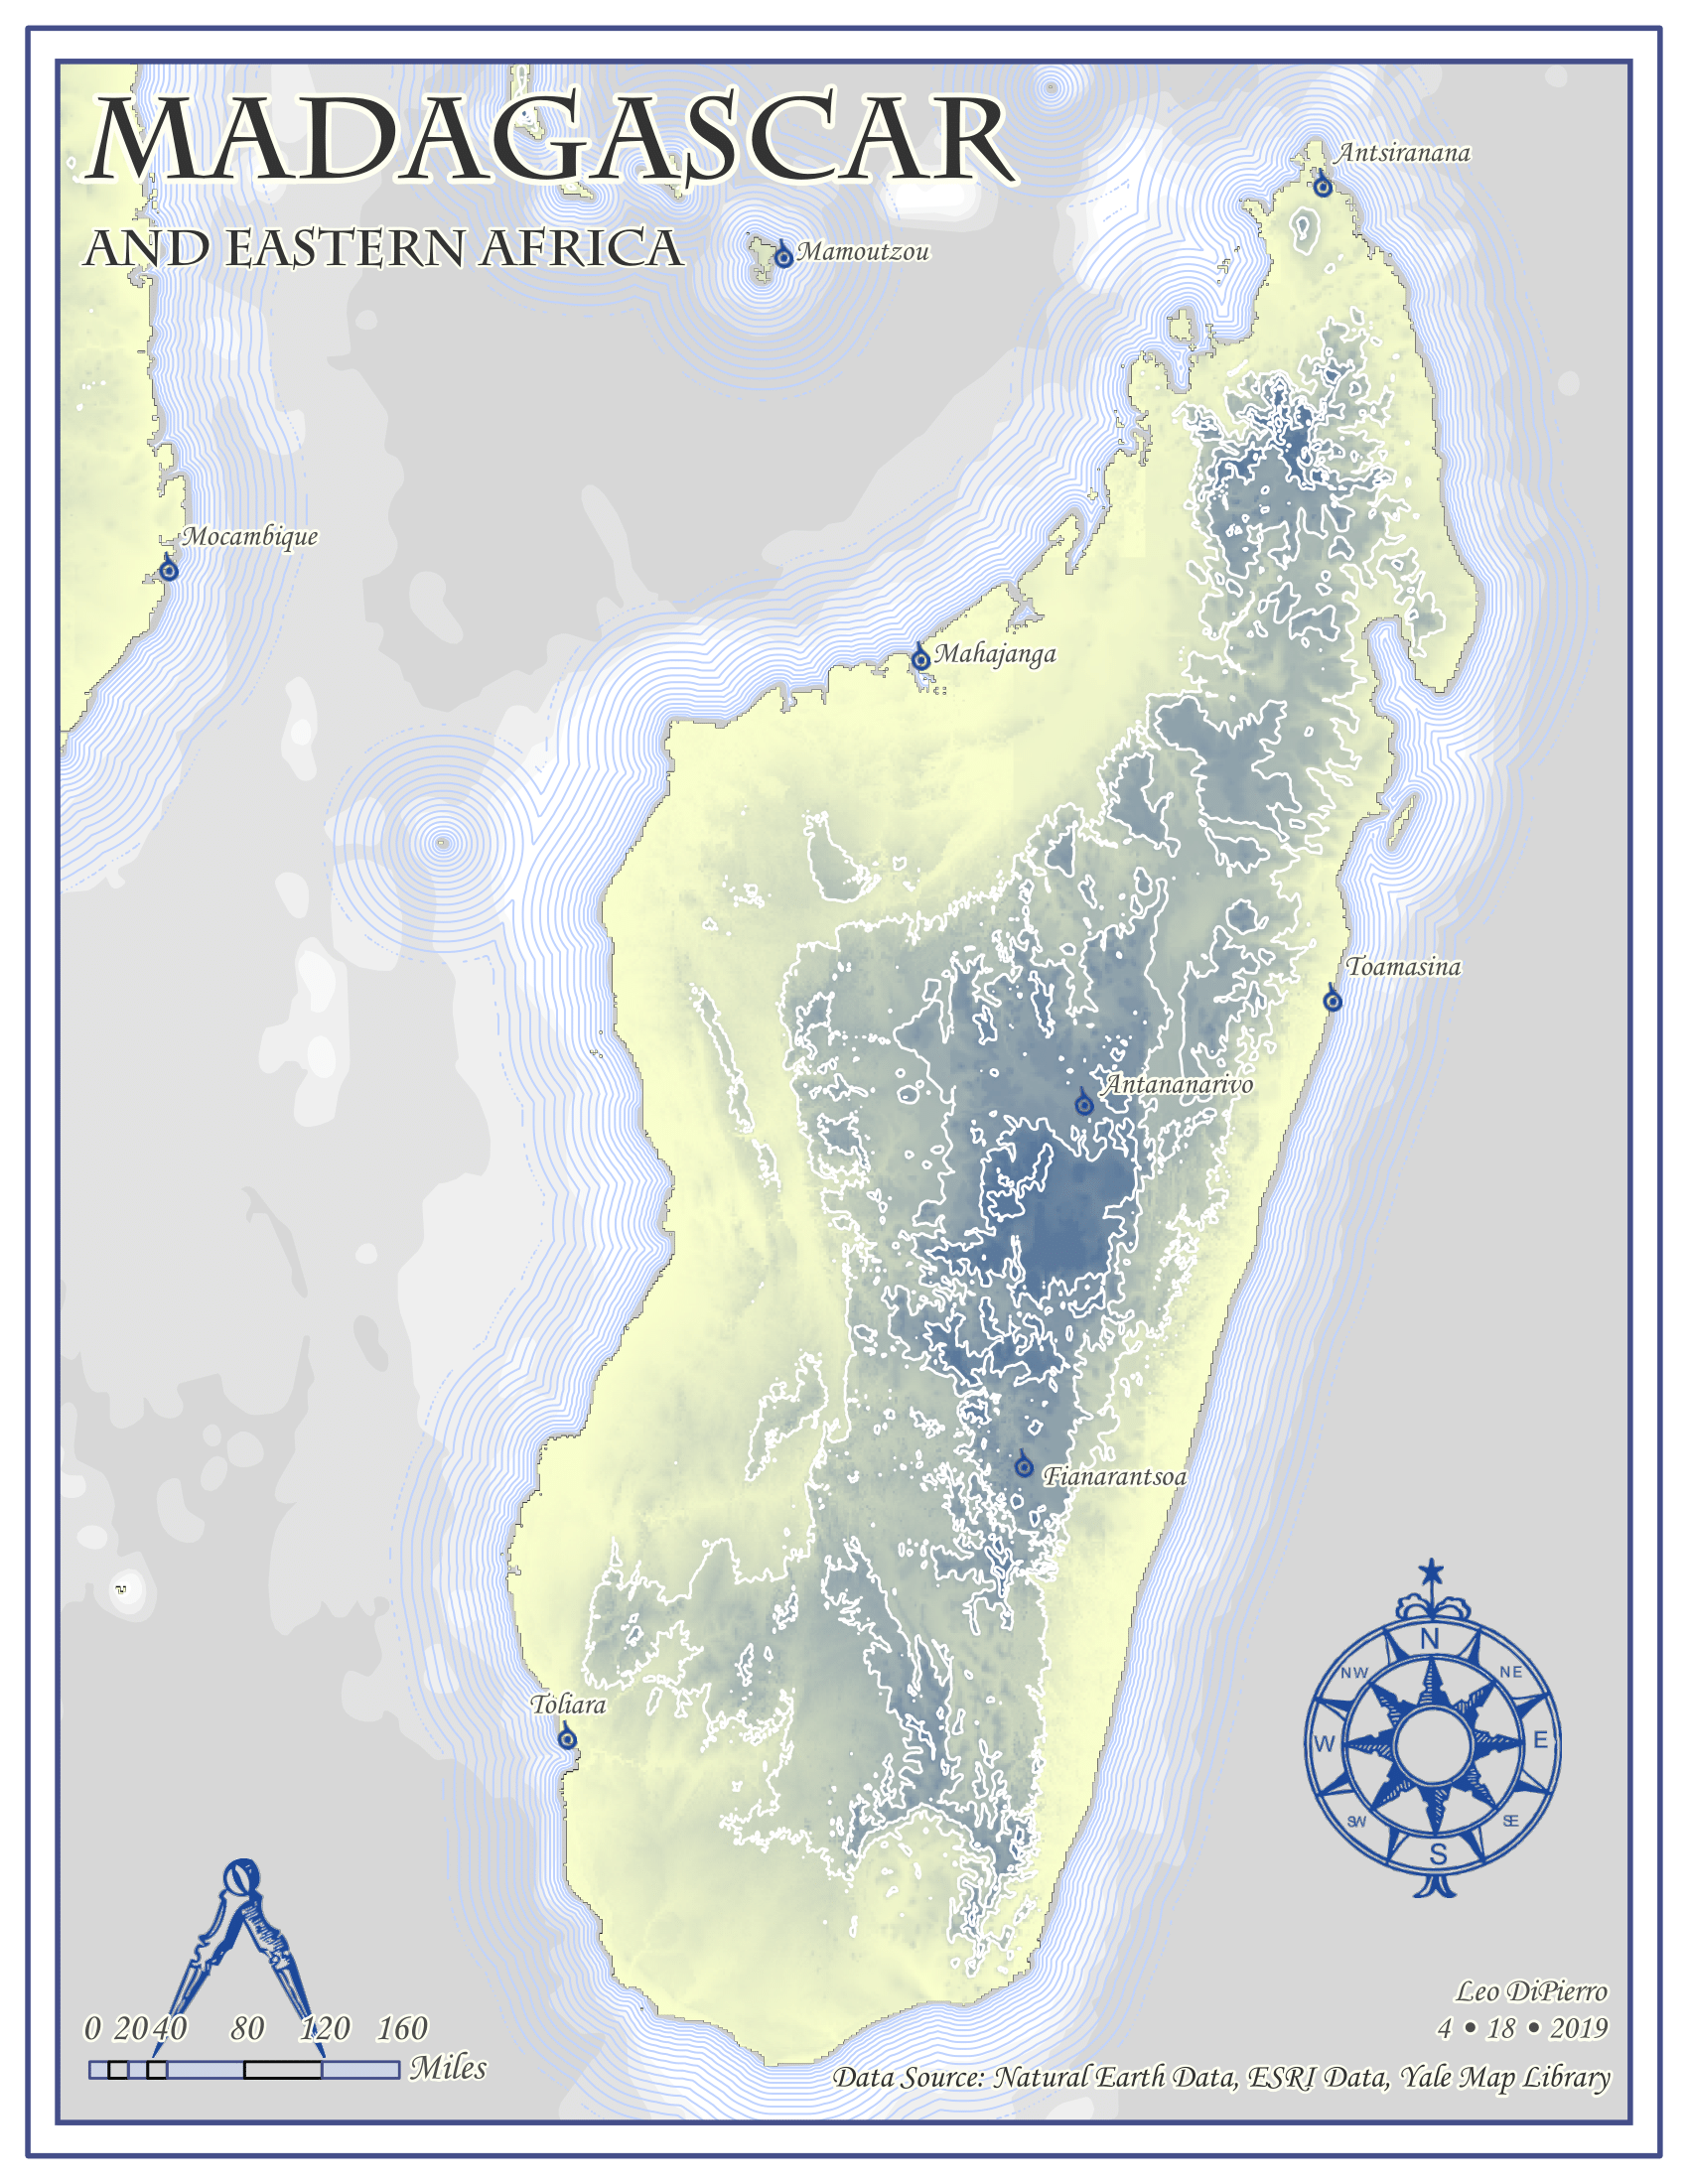 MADAGASCAR
AND EASTERN AFRICA
Antsiranana
Mamoutzou
Mocambique
Mahajanga
Toamasina
Antananarivo
Fianarantsoa
Toliara
N
NW NE
W E
SW SE
S
0 20 40 80 120 160
Miles
Leo DiPierro
4 • 18 • 2019
Data Source: Natural Earth Data, ESRI Data, Yale Map Library